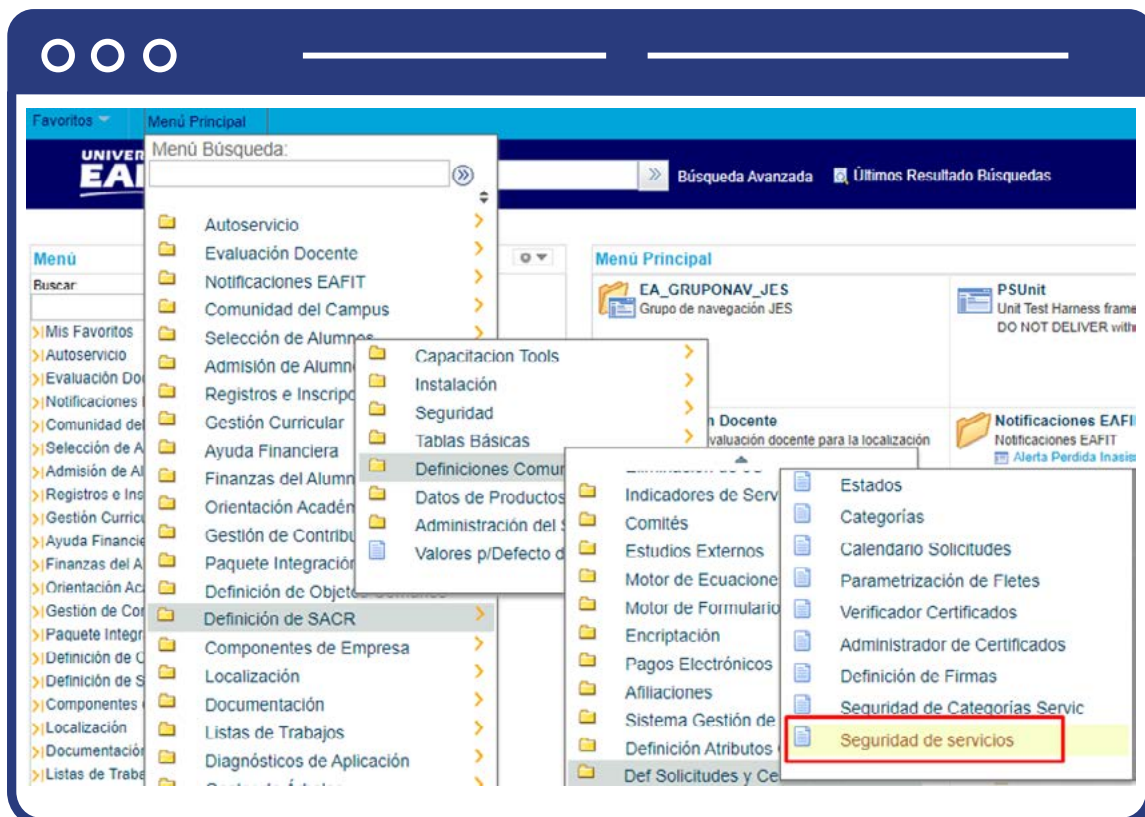 Favoritos
Menú Principal
UNIVER
EAI
Menú Búsqueda:
Búsqueda Avanzada
Últimos Resultado Búsquedas
Autoservicio
Evaluación Docente
Notificaciones EAFIT
Comunidad del Campus
Selección de Alumnos
Admisión de Alumn
Registros e Inscripc
Gestión Curricular
Ayuda Financiera
Finanzas del Alumn
Orientación Académ
Gestión de Contribu
Paquete Integración
Definición de Objetos Comunes
Definición de SACR
Componentes de Empresa
Localización
Documentación
Listas de Trabajos
Diagnósticos de Aplicación
Menú
Buscar
Mis Favoritos
Autoservicio
Evaluación Do
Notificaciones
Comunidad del
Selección de A
Admisión de Al
Registros e Ins
Gestión Curricu
Ayuda Financie
Finanzas del A
Orientación Aca
Gestión de Con
Paquete Integr
Definición de O
Definición de S
Componentes
Localización
Documentación
Listas de Traba
Capacitacion Tools
Instalación
Seguridad
Tablas Básicas
Definiciones Comun
Datos de Productos
Administración del S
Valores p/Defecto d
Menú Principal
EA_GRUPONAV_JES
Grupo de navegación JES
PSUnit
Unit Test Harness frame
DO NOT DELIVER with
n Docente
valuación docente para la localización
Notificaciones EAFI
Notificaciones EAFIT
Alerta Perdida Inasis
Indicadores de Serv
Comités
Estudios Externos
Motor de Ecuacione
Motor de Formulario
Encriptación
Pagos Electrónicos
Afiliaciones
Sistema Gestión de
Definición Atributos
Def Solicitudes y Ce
Estados
Categorías
Calendario Solicitudes
Parametrización de Fletes
Verificador Certificados
Administrador de Certificados
Definición de Firmas
Seguridad de Categorías Servic
Seguridad de servicios